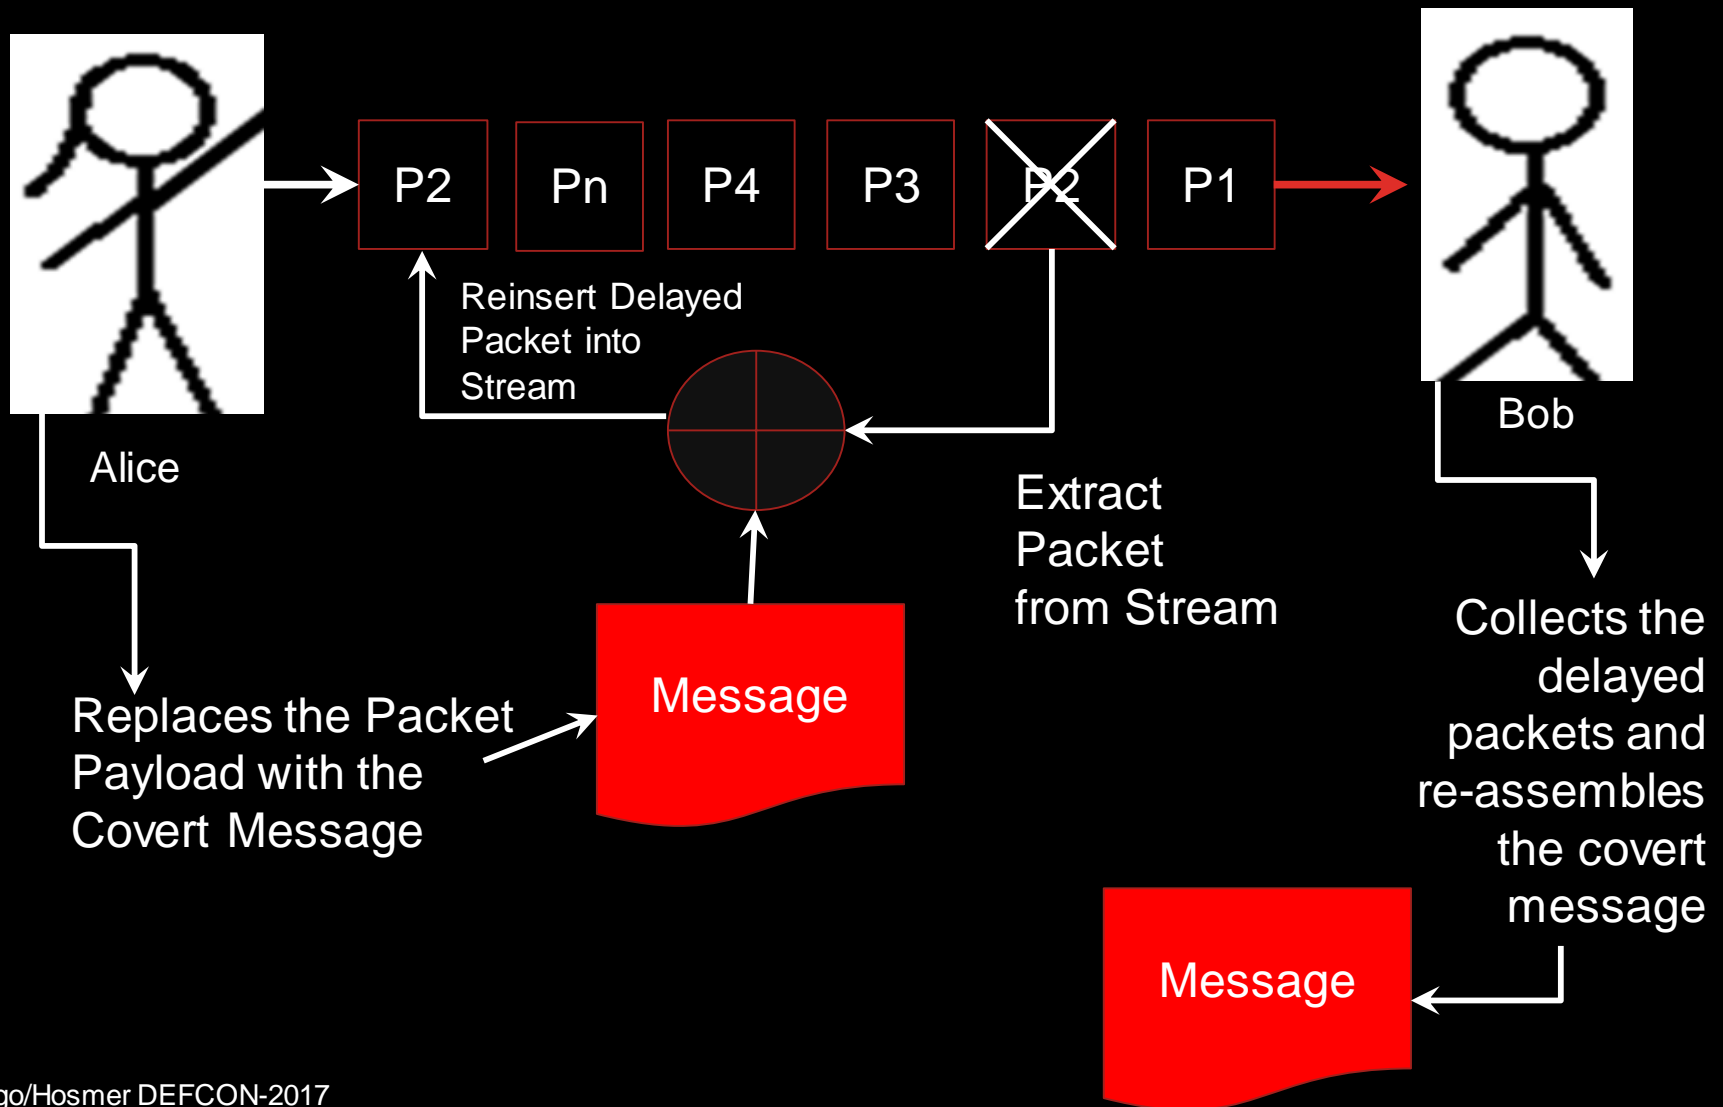 P2 Pn P4 P3 P2 P1
Reinsert Delayed
Packet into
Stream
Alice
Bob
Extract
Packet
from Stream
Replaces the Packet
Payload with the
Covert Message
Message
Collects the
delayed
packets and
re-assembles
the covert
message
Message
go/Hosmer DEFCON-2017